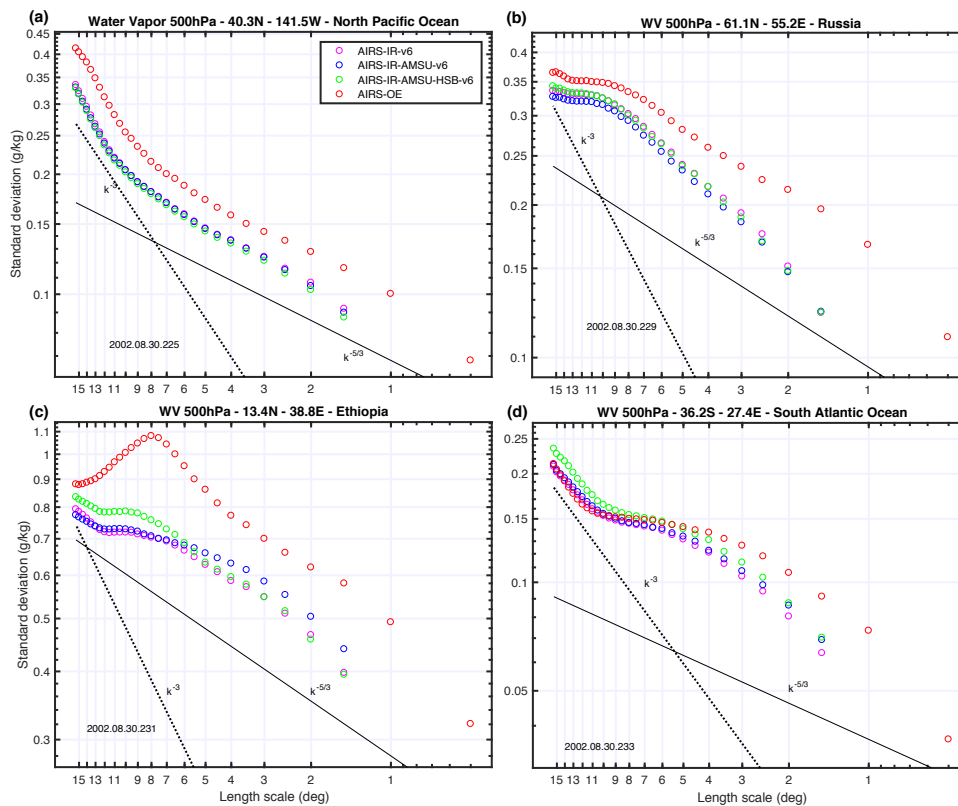 (a)
Water Vapor 500hPa - 40.3N - 141.5W - North Pacific Ocean
0.45
0.4
0.35
0.3
0.25
0.2
0.15
0.1
Standard deviation (g/kg)
AIRS-IR-v6
AIRS-IR-AMSU-v6
AIRS-IR-AMSU-HSB-v6
AIRS-OE
k-3
k-5/3
2002.08.30.225
15 13 11 9 8 7 6 5 4 3 2 1
(b)
WV 500hPa - 61.1N - 55.2E - Russia
0.4
0.35
0.3
0.25
0.2
0.15
0.1
k-3
k-5/3
2002.08.30.229
15 13 11 9 8 7 6 5 4 3 2 1
(c)
WV 500hPa - 13.4N - 38.8E - Ethiopia
1.1
1
0.9
0.8
0.7
0.6
0.5
0.4
0.3
Standard deviation (g/kg)
k-3
k-5/3
2002.08.30.231
15 13 11 9 8 7 6 5 4 3 2 1
Length scale (deg)
(d)
WV 500hPa - 36.2S - 27.4E - South Atlantic Ocean
0.25
0.2
0.15
0.1
0.05
k-3
k-5/3
2002.08.30.233
15 13 11 9 8 7 6 5 4 3 2 1
Length scale (deg)